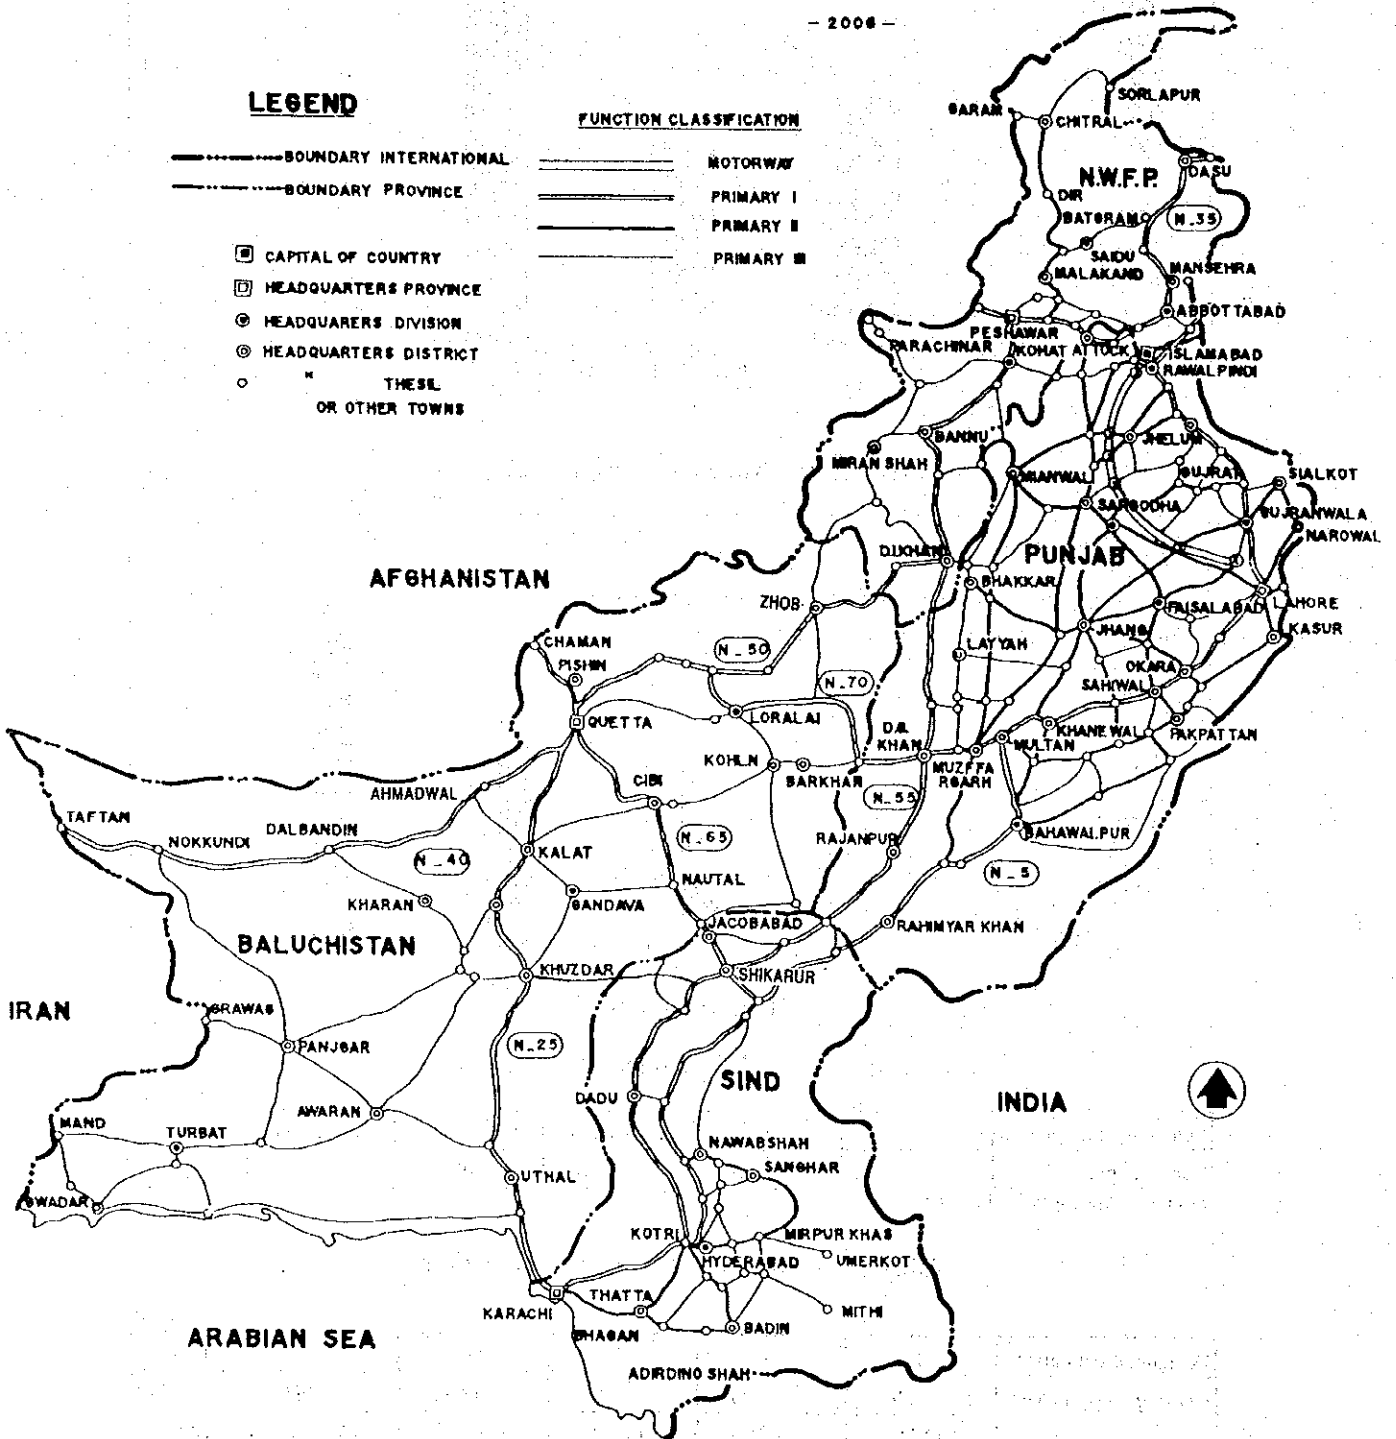 - 2006 -
LEGEND
BOUNDARY INTERNATIONAL
BOUNDARY PROVINCE
CAPITAL OF COUNTRY
HEADQUARTERS PROVINCE
HEADQUARERS DIVISION
HEADQUARTERS DISTRICT
" THESIL
OR OTHER TOWNS
FUNCTION CLASSIFICATION
MOTORWAY
PRIMARY I
PRIMARY II
PRIMARY III
SORLAPUR
GARAM
CHITRAL
N.W.F.P.
DASU
DIR
BATGRAM
N_35
SAIDU
MALAKAND
MANSEHRA
ABBOTTABAD
PESHAWAR
PARACHINAR
KOHAT
ATTOCK
ISLAMABAD
RAWALPINDI
BANNU
JHELUM
MIRAN SHAH
MIANWALI
GUJRAT
SIALKOT
SARGODHA
GUJRANWALA
NAROWAL
D.I.KHAN
PUNJAB
AFGHANISTAN
BHAKKAR
ZHOB
FAISALABAD
LAHORE
CHAMAN
JHANG
KASUR
N_50
LAYYAH
PISHIN
OKARA
N_70
SAHIWAL
QUETTA
LORALAI
D.G.
KHAN
KHANEWAL
PAKPATTAN
MULTAN
KOHLN
BARKHAN
MUZFFA
RGARH
CIBI
AHMADWAL
N_55
TAFTAN
NOKKUNDI
DALBANDIN
N_65
RAJANPUR
BAHAWALPUR
KALAT
N_40
N_5
NAUTAL
KHARAN
GANDAVA
JACOBABAD
RAHIMYAR KHAN
BALUCHISTAN
KHUZDAR
SHIKARUR
IRAN
GRAWAG
PANJGAR
N_25
SIND
DADU
INDIA
AWARAN
MAND
TURBAT
NAWABSHAH
SANGHAR
UTHAL
GWADAR
KOTRI
MIRPUR KHAS
HYDERABAD
UMERKOT
THATTA
KARACHI
MITHI
BHAGAN
BADIN
ARABIAN SEA
ADIRDINO SHAH